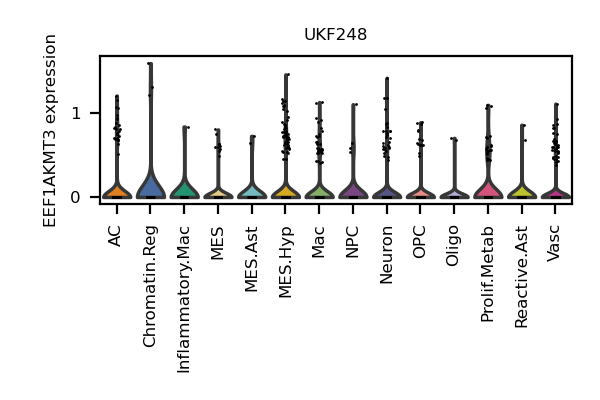 UKF248
EEF1AKMT3 expression
1
0
AC
Chromatin.Reg
Inflammatory.Mac
MES
MES.Ast
MES.Hyp
Mac
NPC
Neuron
OPC
Oligo
Prolif.Metab
Reactive.Ast
Vasc